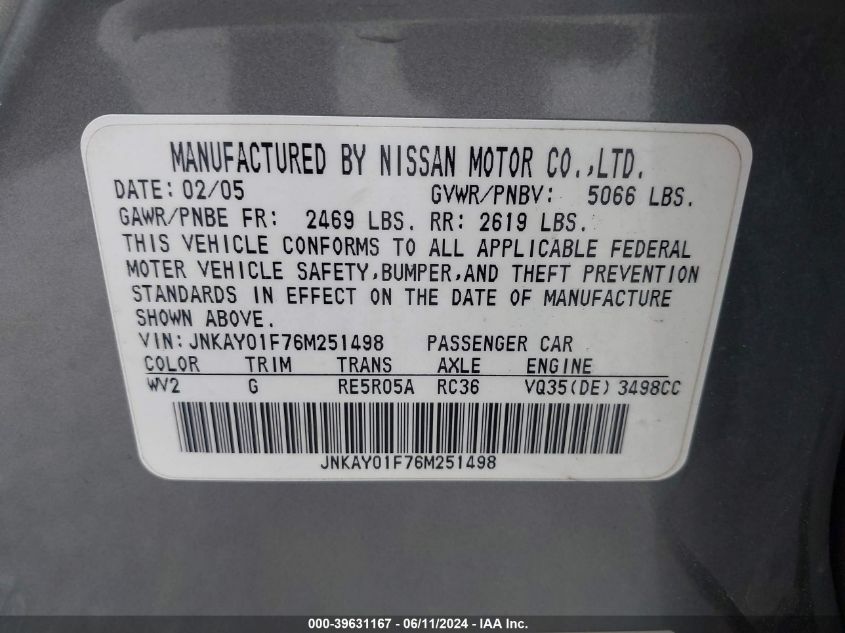 MANUFACTURED BY NISSAN MOTOR CO.,LTD.
DATE: 02/05 GVWR/PNBV: 5066 LBS.
GAWR/PNBE FR: 2469 LBS. RR: 2619 LBS.
THIS VEHICLE CONFORMS TO ALL APPLICABLE FEDERAL
MOTER VEHICLE SAFETY,BUMPER,AND THEFT PREVENTION
STANDARDS IN EFFECT ON THE DATE OF MANUFACTURE
SHOWN ABOVE.
VIN: JNKAY01F76M251498 PASSENGER CAR
COLOR TRIM TRANS AXLE ENGINE
WV2 G RE5R05A RC36 VQ35(DE) 3498CC
JNKAY01F76M251498
000-39631167 - 06/11/2024 - IAA Inc.